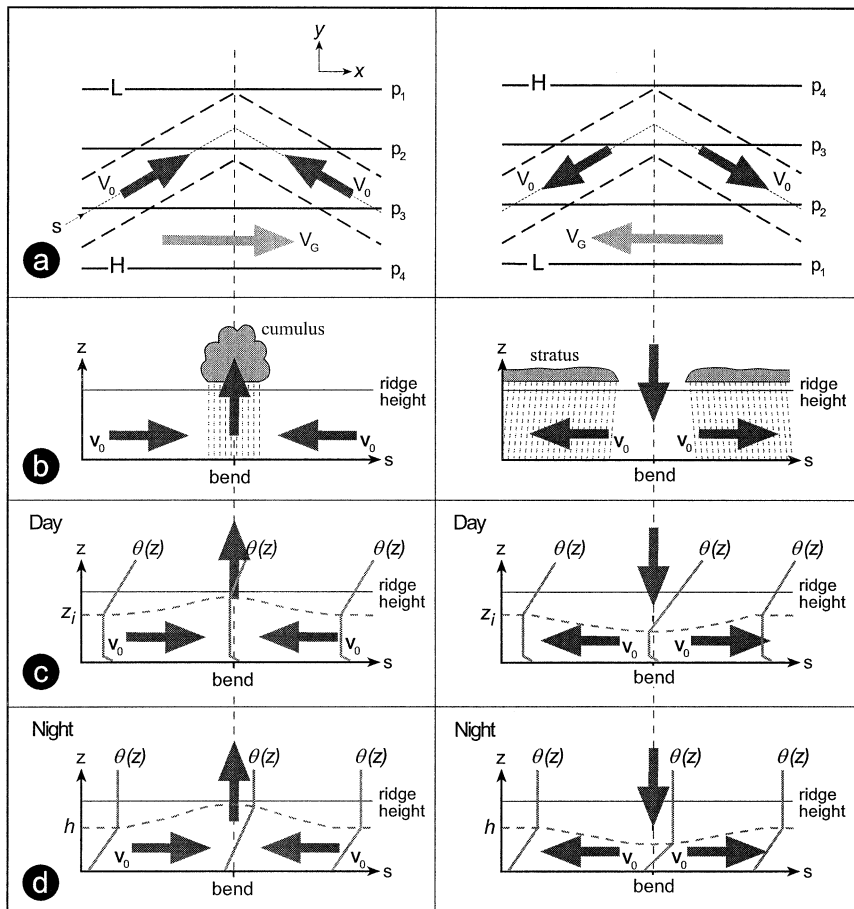 y
x
L
p1
p2
V0
V0
p3
s
VG
H
p4
a
H
p4
p3
V0
V0
p2
VG
L
p1
z
cumulus
ridge
height
v0
v0
s
bend
b
z
stratus
ridge
height
v0
v0
s
bend
Day
z
θ(z)
θ(z)
θ(z)
ridge
height
zi
v0
v0
s
bend
c
Day
z
θ(z)
θ(z)
θ(z)
ridge
height
zi
v0
v0
s
bend
Night
z
θ(z)
θ(z)
θ(z)
ridge
height
h
v0
v0
s
bend
d
Night
z
θ(z)
θ(z)
θ(z)
ridge
height
h
v0
v0
s
bend